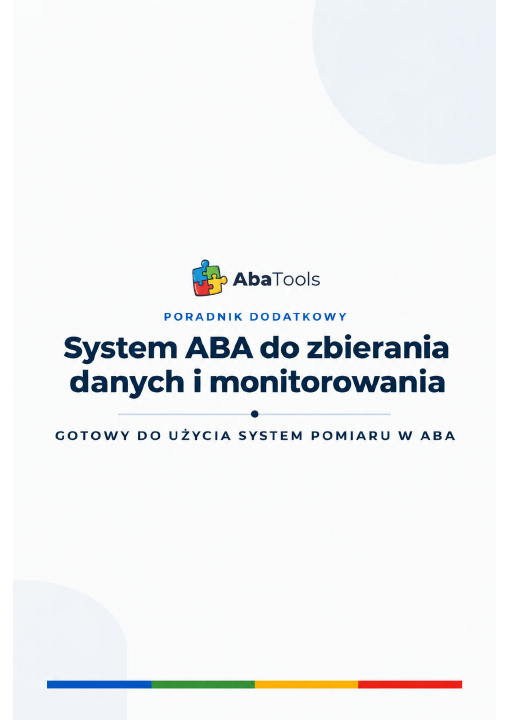 AbaTools
PORADNIK DODATKOWY
System ABA do zbierania
danych i monitorowania
GOTOWY DO UŻYCIA SYSTEM POMIARU W ABA